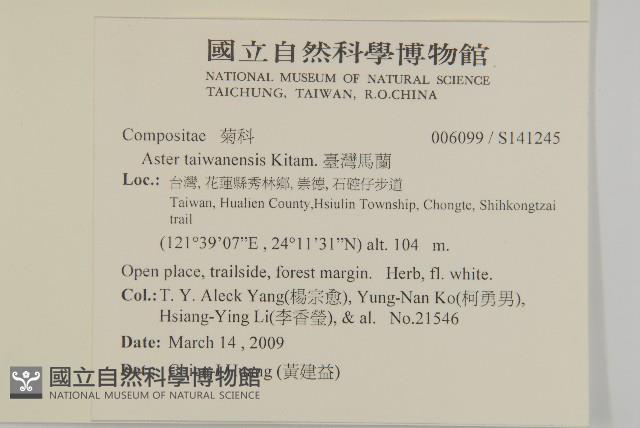 國立自然科學博物館
NATIONAL MUSEUM OF NATURAL SCIENCE
TAICHUNG, TAIWAN, R.O.CHINA
Compositae 菊科 006099 / S141245
Aster taiwanensis Kitam. 臺灣馬蘭
Loc.: 台灣, 花蓮縣秀林鄉, 崇德, 石硿仔步道
Taiwan, Hualien County,Hsiulin Township, Chongte, Shihkongtzai
trail
(121°39'07”E , 24°11'31”N) alt. 104 m.
Open place, trailside, forest margin. Herb, fl. white.
Col.: T. Y. Aleck Yang(楊宗愈), Yung-Nan Ko(柯勇男),
Hsiang-Ying Li(李香瑩), & al. No.21546
Date: March 14 , 2009
(黃建益)
國立自然科學博物館
NATIONAL MUSEUM OF NATURAL SCIENCE